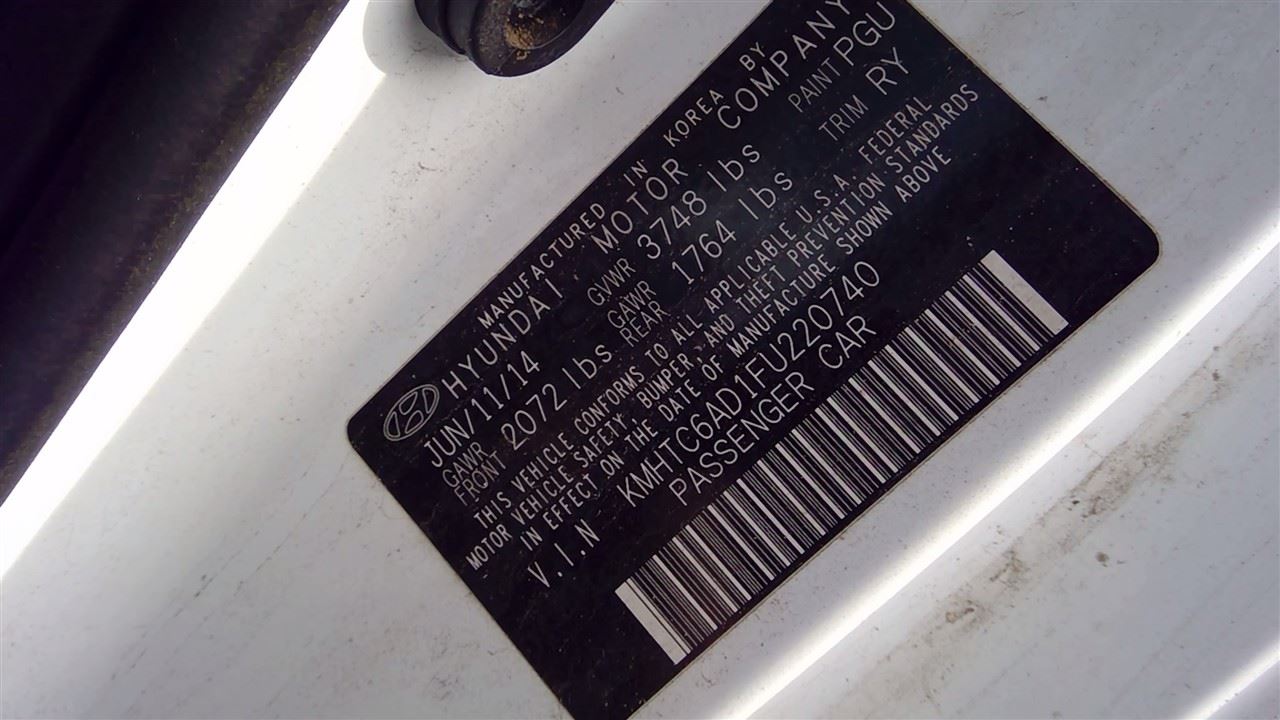 MANUFACTURED IN KOREA BY
HYUNDAI MOTOR COMPANY
JUN/11/14 GVWR 3748 lbs PAINT PGU
GAWR FRONT 2072 lbs. GAWR REAR 1764 lbs TRIM RY
THIS VEHICLE CONFORMS TO ALL APPLICABLE U.S.A. FEDERAL
MOTOR VEHICLE SAFETY, BUMPER, AND THEFT PREVENTION STANDARDS
IN EFFECT ON THE DATE OF MANUFACTURE SHOWN ABOVE
V.I.N KMHTC6AD1FU220740
PASSENGER CAR